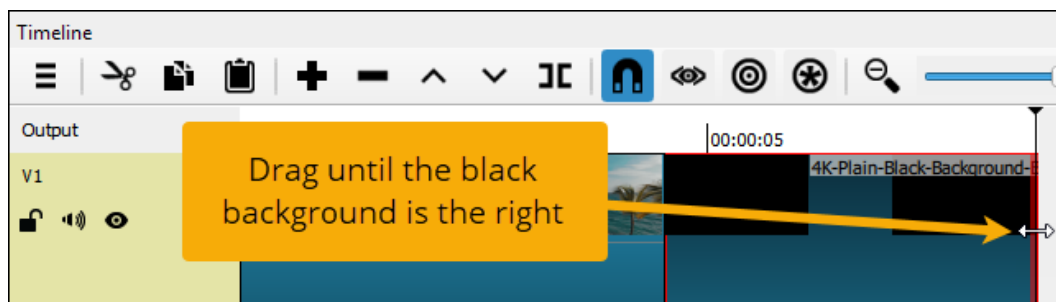 Timeline
Output
00:00:05
V1
4K-Plain-Black-Background-
Drag until the black
background is the right